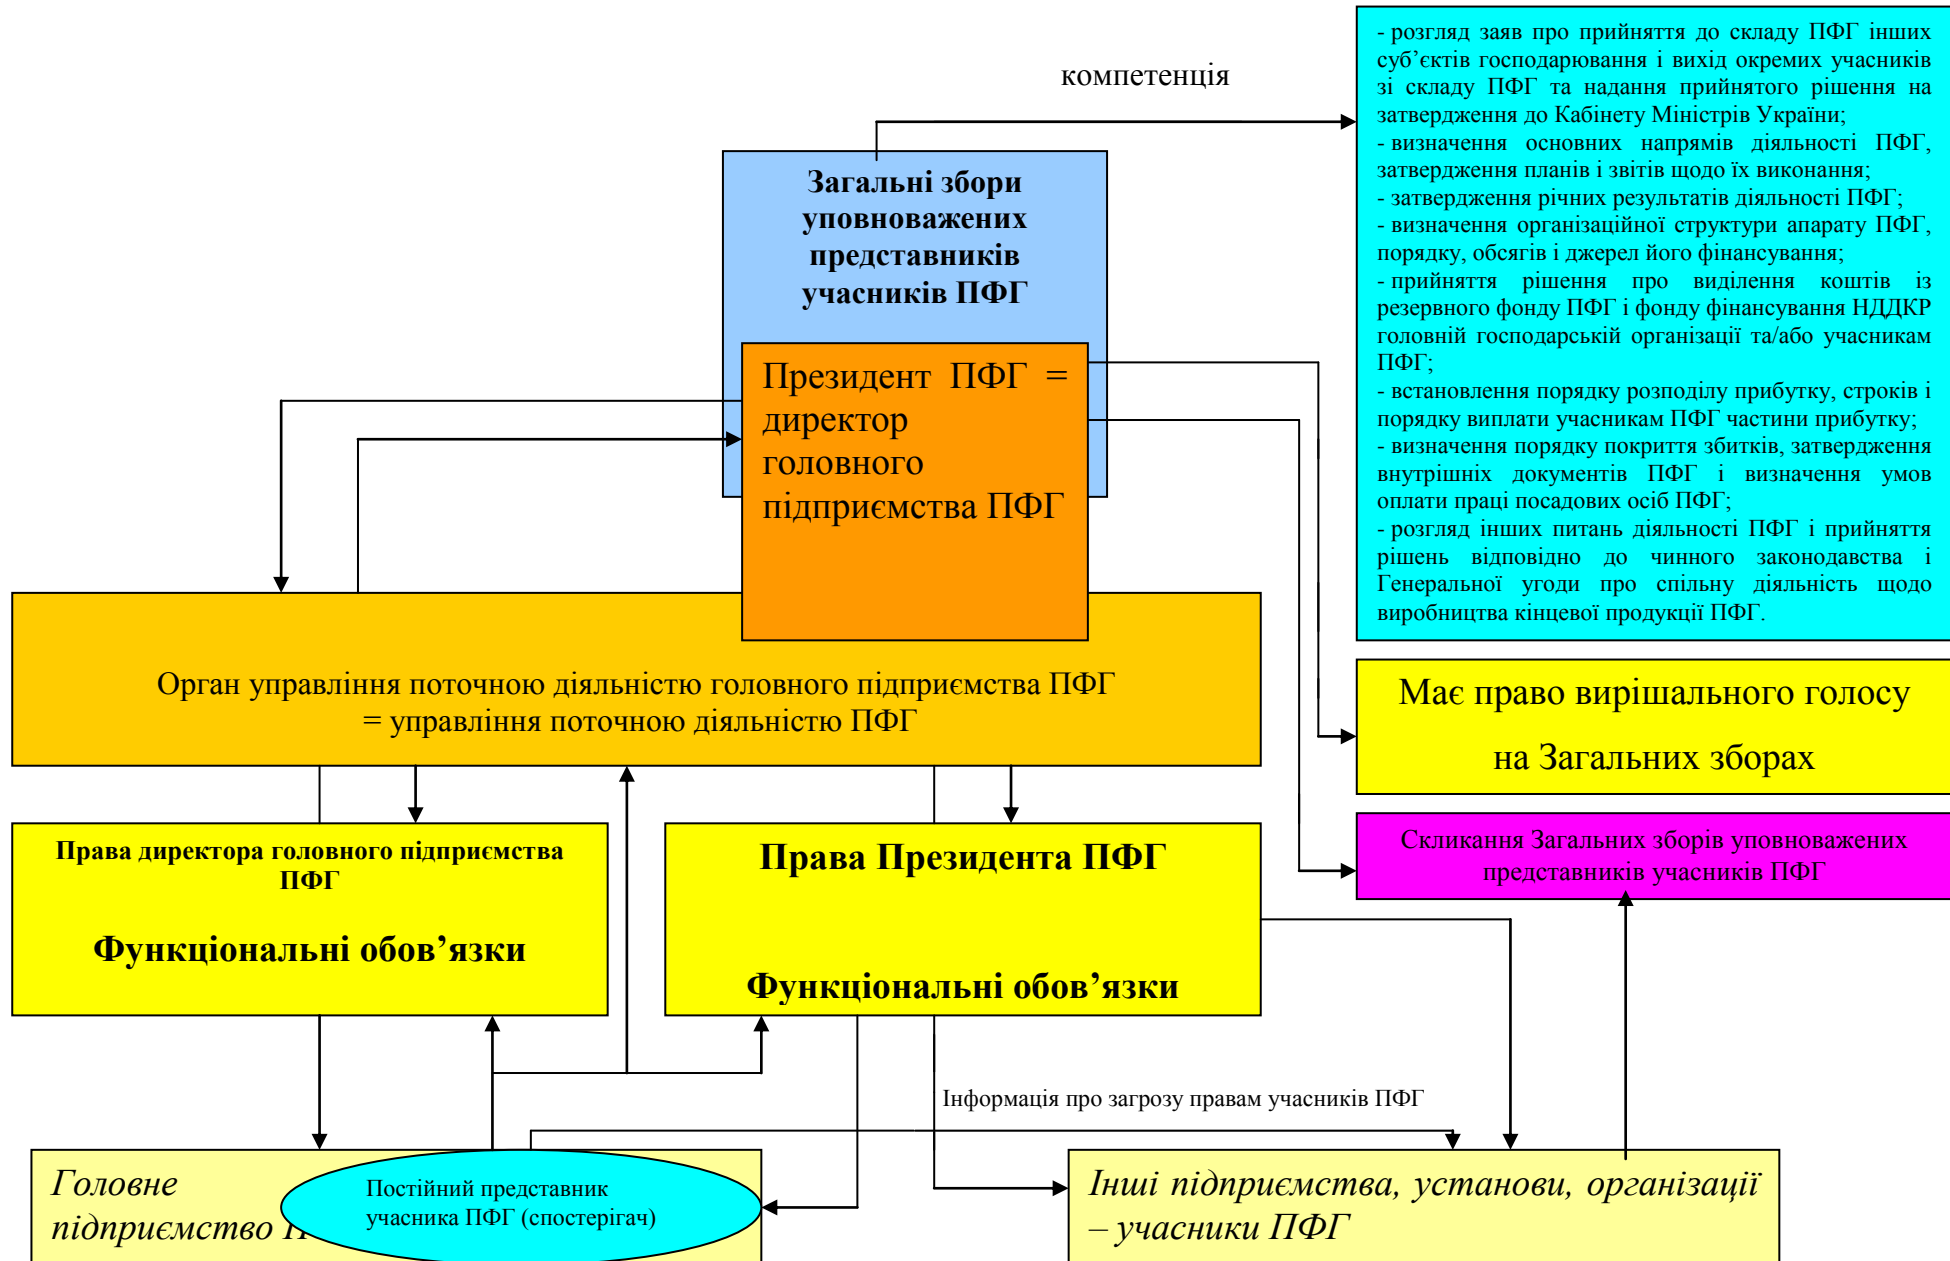 компетенція
- розгляд заяв про прийняття до складу ПФГ інших
суб’єктів господарювання і вихід окремих учасників
зі складу ПФГ та надання прийнятого рішення на
затвердження до Кабінету Міністрів України;
- визначення основних напрямів діяльності ПФГ,
затвердження планів і звітів щодо їх виконання;
- затвердження річних результатів діяльності ПФГ;
- визначення організаційної структури апарату ПФГ,
порядку, обсягів і джерел його фінансування;
- прийняття рішення про виділення коштів із
резервного фонду ПФГ і фонду фінансування НДДКР
головній господарській організації та/або учасникам
ПФГ;
- встановлення порядку розподілу прибутку, строків і
порядку виплати учасникам ПФГ частини прибутку;
- визначення порядку покриття збитків, затвердження
внутрішніх документів ПФГ і визначення умов
оплати праці посадових осіб ПФГ;
- розгляд інших питань діяльності ПФГ і прийняття
рішень відповідно до чинного законодавства і
Генеральної угоди про спільну діяльність щодо
виробництва кінцевої продукції ПФГ.
Загальні збори
уповноважених
представників
учасників ПФГ
Президент ПФГ =
директор
головного
підприємства ПФГ
Орган управління поточною діяльністю головного підприємства ПФГ
= управління поточною діяльністю ПФГ
Має право вирішального голосу
на Загальних зборах
Скликання Загальних зборів уповноважених
представників учасників ПФГ
Права директора головного підприємства
ПФГ
Функціональні обов’язки
Права Президента ПФГ
Функціональні обов’язки
Інформація про загрозу правам учасників ПФГ
Головне
підприємство
Постійний представник
учасника ПФГ (спостерігач)
Інші підприємства, установи, організації
– учасники ПФГ